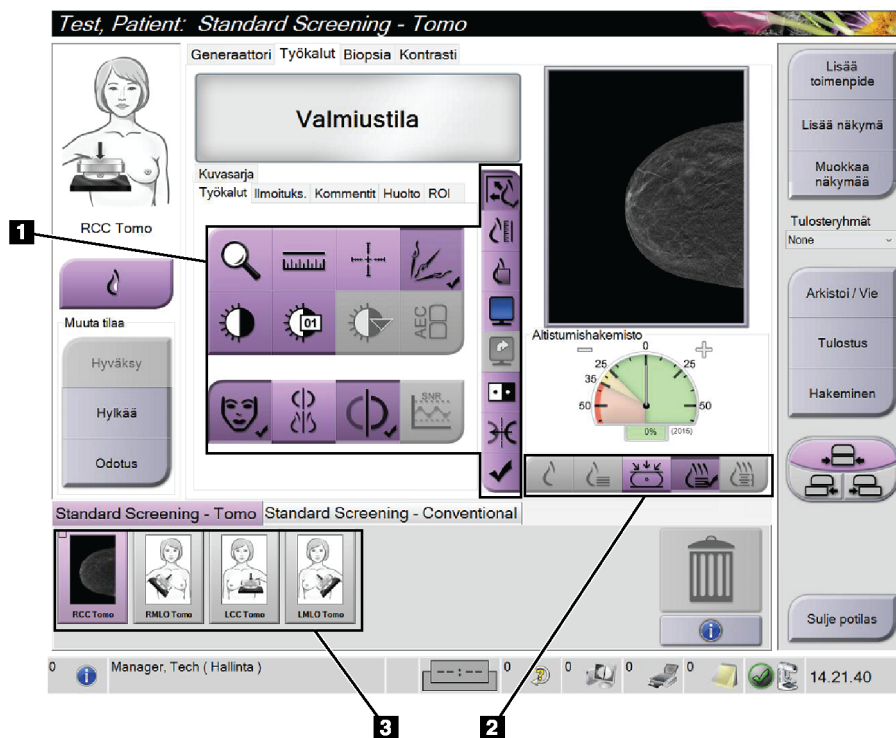 Test, Patient: Standard Screening - Tomo
Generaattori Työkalut Biopsia Kontrasti
Valmiustila
Kuvasarja
Työkalut Ilmoituks. Kommentit Huolto ROI
RCC Tomo
1
Muuta tilaa
Hyväksy
Hylkää
Odotus
01
AEC
SNR
Altistumishakemisto
0
25
25
35
50
50
0%
(2015)
Lisää
toimenpide
Lisää näkymä
Muokkaa
näkymää
Tulosteryhmät
None
Arkistoi / Vie
Tulostus
Hakeminen
Standard Screening - Tomo Standard Screening - Conventional
RCC Tomo
RMLO Tomo
LCC Tomo
LMLO Tomo
Sulje potilas
0 Manager, Tech ( Hallinta ) --:-- 0 0 0 0 14.21.40
3
2